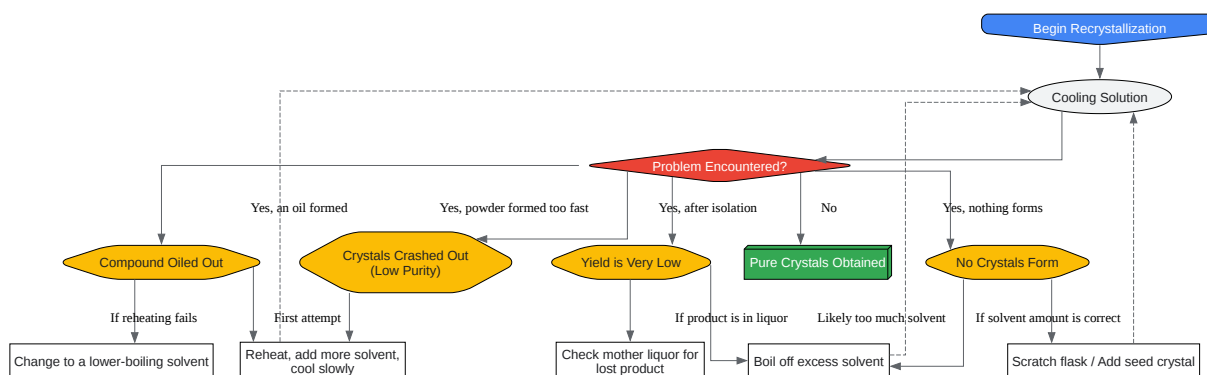 Begin Recrystallization
Cooling Solution
Problem Encountered?
Yes, an oil formed
Yes, powder formed too fast
Yes, after isolation
No
Yes, nothing forms
Compound Oiled Out
Crystals Crashed Out
(Low Purity)
Yield is Very Low
Pure Crystals Obtained
No Crystals Form
If reheating fails
First attempt
If product is in liquor
Likely too much solvent
If solvent amount is correct
Change to a lower-boiling solvent
Reheat, add more solvent,
cool slowly
Check mother liquor for
lost product
Boil off excess solvent
Scratch flask / Add seed crystal